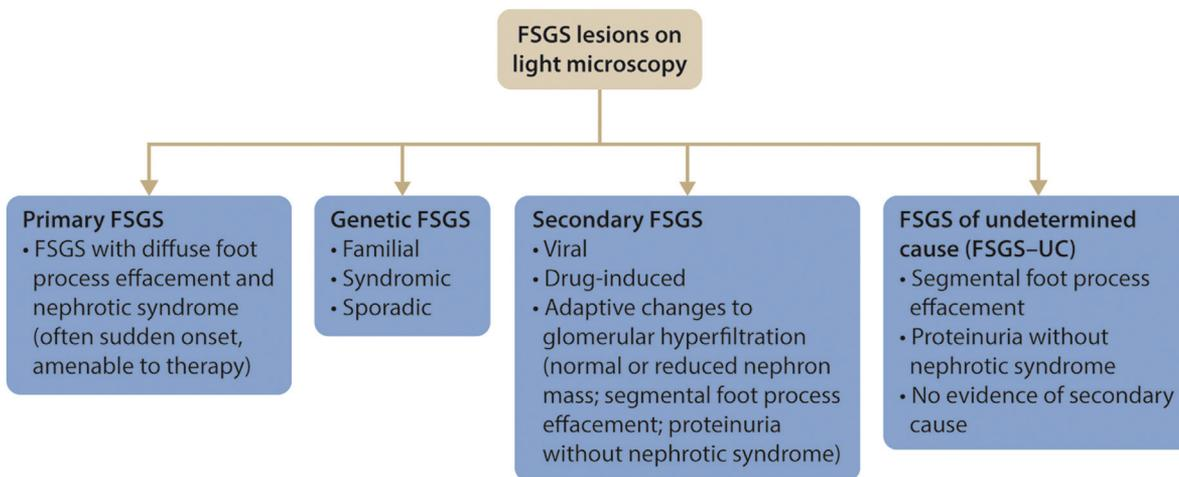 FSGS lesions on
light microscopy
Primary FSGS
• FSGS with diffuse foot
process effacement and
nephrotic syndrome
(often sudden onset,
amenable to therapy)
Genetic FSGS
• Familial
• Syndromic
• Sporadic
Secondary FSGS
• Viral
• Drug-induced
• Adaptive changes to
glomerular hyperfiltration
(normal or reduced nephron
mass; segmental foot process
effacement; proteinuria
without nephrotic syndrome)
FSGS of undetermined
cause (FSGS–UC)
• Segmental foot process
effacement
• Proteinuria without
nephrotic syndrome
• No evidence of secondary
cause